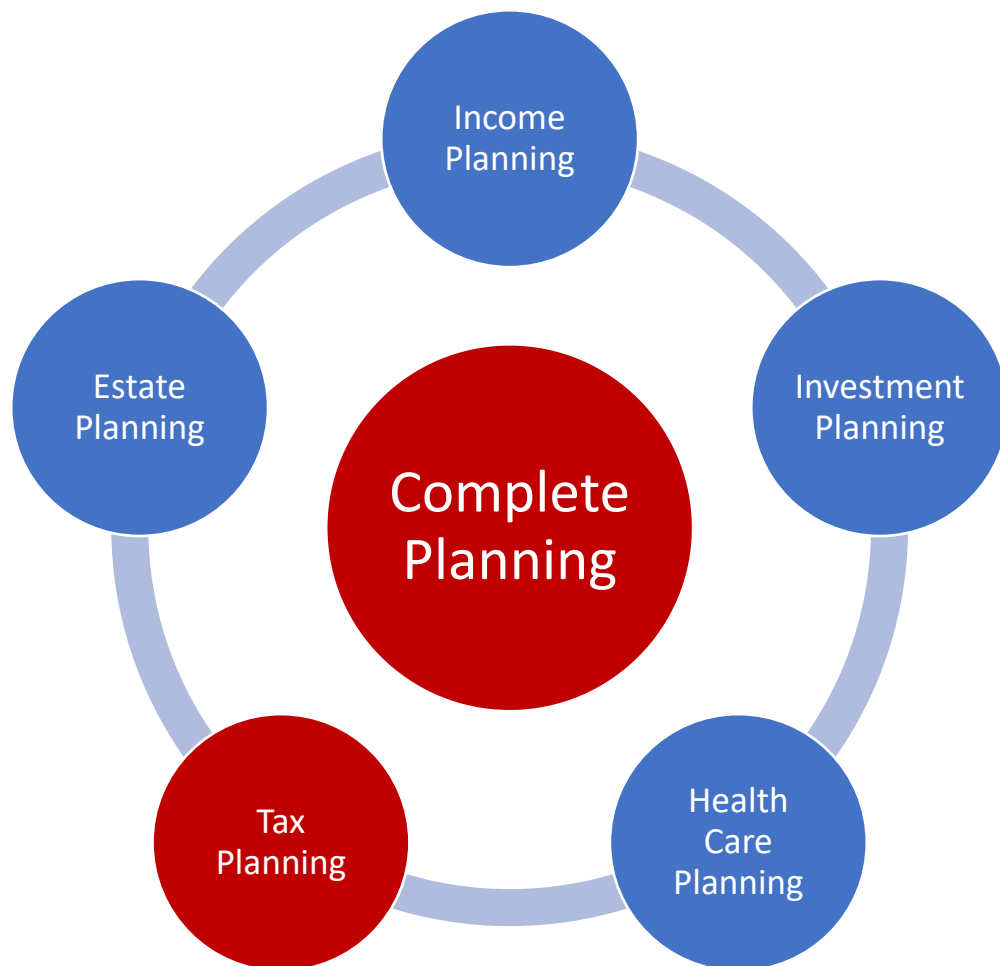 Income
Planning
Estate
Planning
Investment
Planning
Complete
Planning
Tax
Planning
Health
Care
Planning